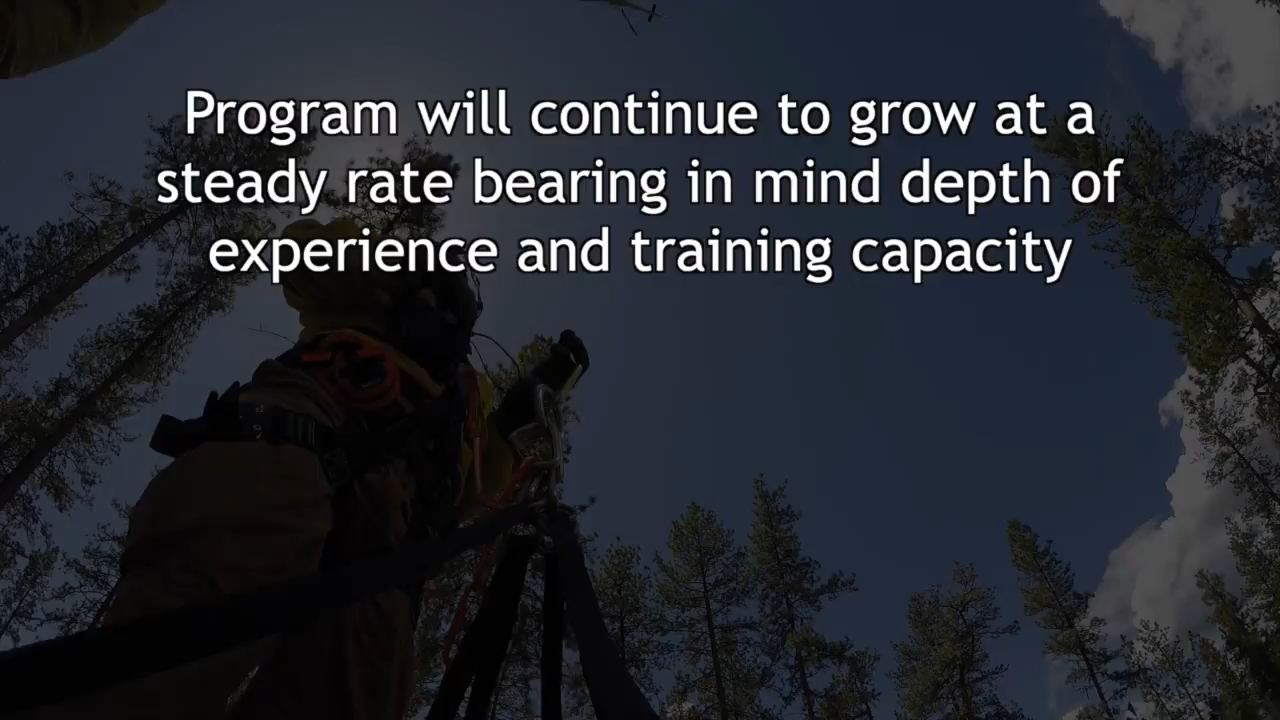 Program will continue to grow at a
steady rate bearing in mind depth of
experience and training capacity